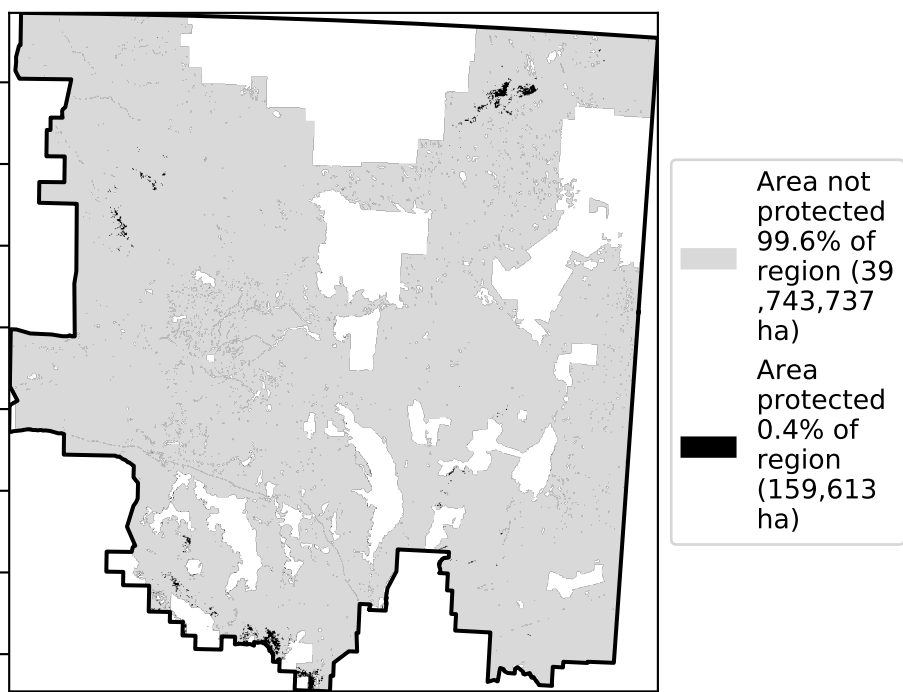 Area not
protected
99.6% of
region (39
,743,737
ha)
Area
protected
0.4% of
region
(159,613
ha)